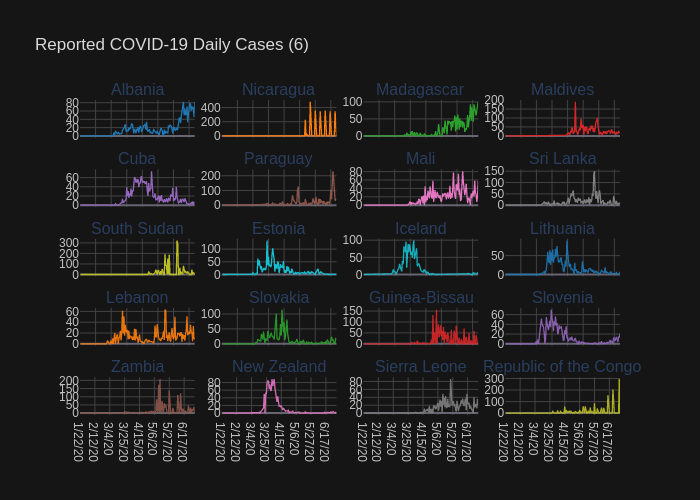 Reported COVID-19 Daily Cases (6)
Albania Nicaragua Madagascar Maldives
80 60 40 20 0
400 200 0
100 50 0
200 150 100 50 0
Cuba Paraguay Mali Sri Lanka
60 40 20 0
200 100 0
80 60 40 20 0
150 100 50 0
South Sudan Estonia Iceland Lithuania
300 200 100 0
100 50 0
100 50 0
50 0
Lebanon Slovakia Guinea-Bissau Slovenia
60 40 20 0
100 50 0
150 100 50 0
60 40 20 0
Zambia New Zealand Sierra Leone Republic of the Congo
200 150 100 50 0
80 60 40 20 0
80 60 40 20 0
300 200 100 0
1/22/20 2/12/20 3/4/20 3/25/20 4/15/20 5/6/20 5/27/20 6/17/20
1/22/20 2/12/20 3/4/20 3/25/20 4/15/20 5/6/20 5/27/20 6/17/20
1/22/20 2/12/20 3/4/20 3/25/20 4/15/20 5/6/20 5/27/20 6/17/20
1/22/20 2/12/20 3/4/20 3/25/20 4/15/20 5/6/20 5/27/20 6/17/20